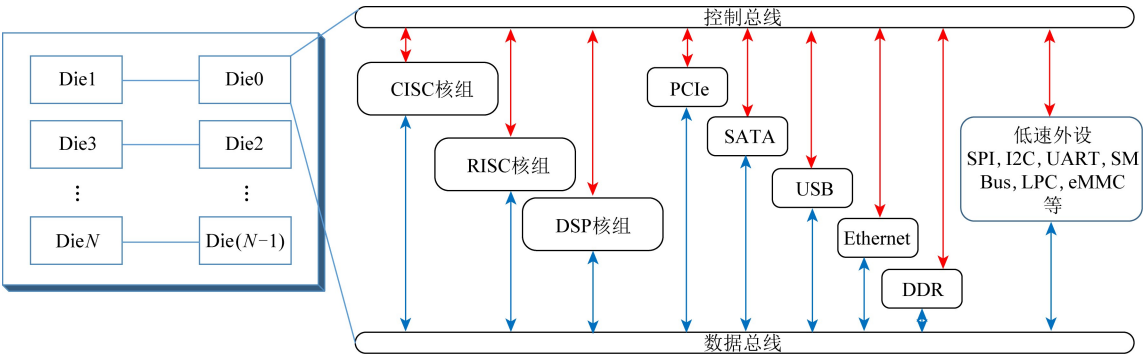 控制总线
Die1
Die0
Die3
Die2
⋮
⋮
DieN
Die(N−1)
CISC核组
RISC核组
DSP核组
PCIe
SATA
USB
Ethernet
DDR
低速外设
SPI, I2C, UART, SM
Bus, LPC, eMMC
等
数据总线